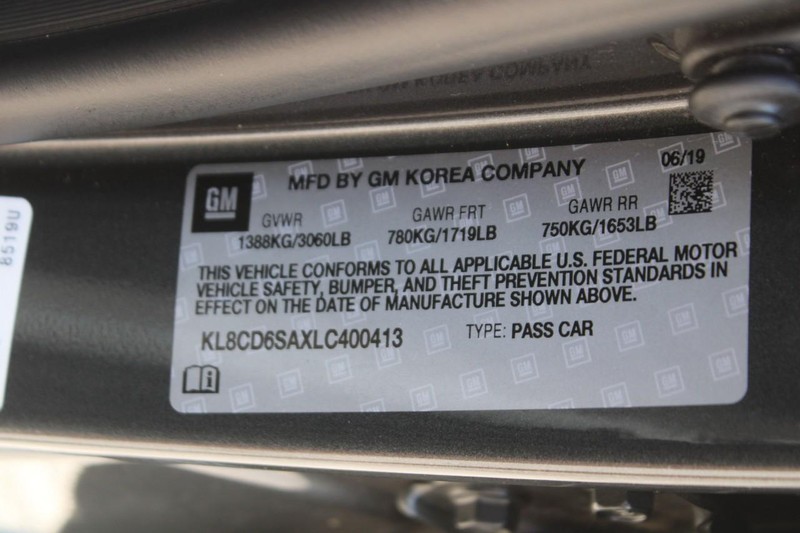 MFD BY GM KOREA COMPANY
06/19
GM
GVWR
GAWR FRT
GAWR RR
1388KG/3060LB
780KG/1719LB
750KG/1653LB
THIS VEHICLE CONFORMS TO ALL APPLICABLE U.S. FEDERAL MOTOR
VEHICLE SAFETY, BUMPER, AND THEFT PREVENTION STANDARDS IN
EFFECT ON THE DATE OF MANUFACTURE SHOWN ABOVE.
KL8CD6SAXLC400413
TYPE: PASS CAR
8519U